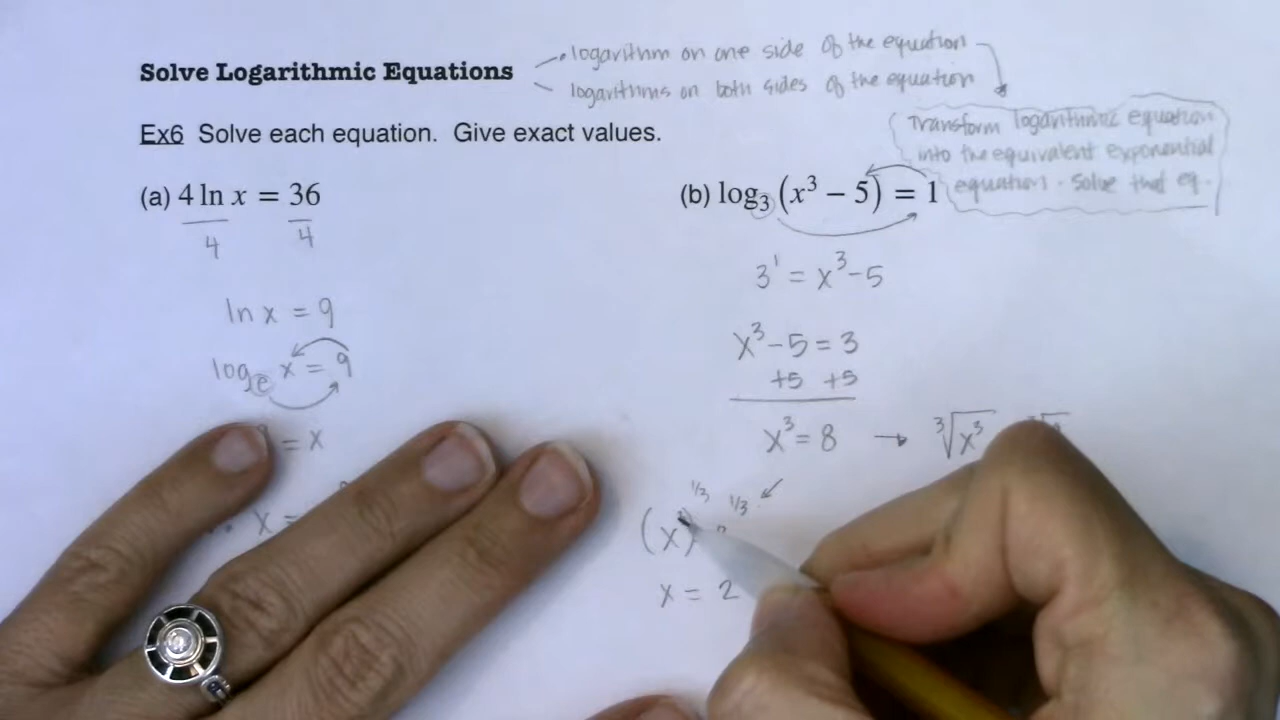 Solve Logarithmic Equations
logarithm on one side of the equation
logarithms on both sides of the equation
Transform logarithmic equation
into the equivalent exponential
equation. Solve that eq.
Ex6 Solve each equation. Give exact values.
(a) 4 ln x = 36
4 4
ln x = 9
logₑ x = 9
= x
x =
(b) log₃ (x³ − 5) = 1
3¹ = x³ − 5
x³ − 5 = 3
+5 +5
x³ = 8 → ∛x³
(x )^1/3 ^1/3
x = 2